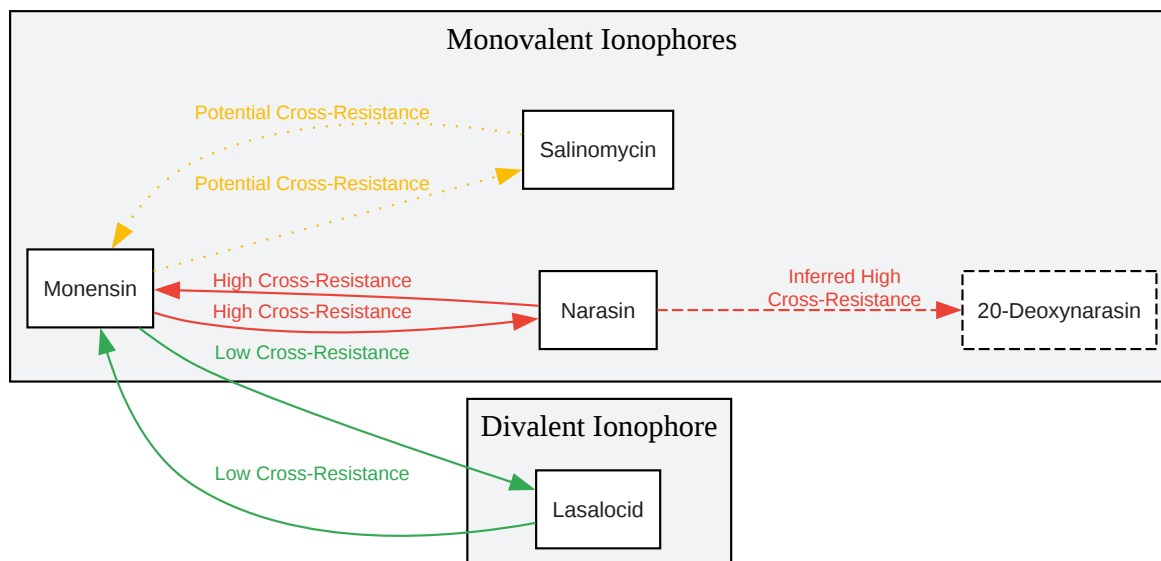 Monovalent Ionophores
Potential Cross-Resistance
Salinomycin
Potential Cross-Resistance
Monensin
High Cross-Resistance
High Cross-Resistance
Narasin
Inferred High
Cross-Resistance
20-Deoxynarasin
Low Cross-Resistance
Divalent Ionophore
Low Cross-Resistance
Lasalocid